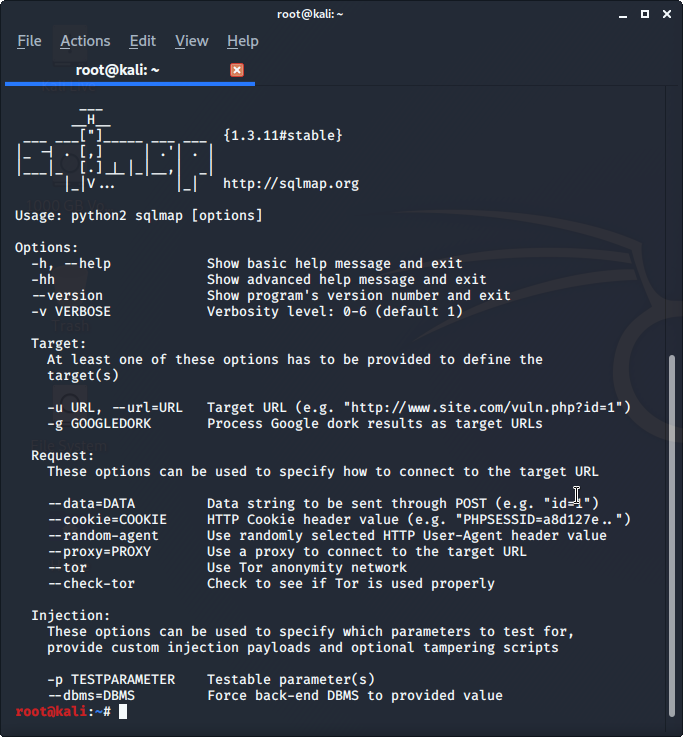 root@kali: ~
File Actions Edit View Help
root@kali: ~
        ___
       __H__
 ___ ___["]_____ ___ ___  {1.3.11#stable}
|_ -| . [,]     | .'| . |
|___|_  [.]_|_|_|__,|  _|
      |_|V...       |_|   http://sqlmap.org
Usage: python2 sqlmap [options]
Options:
-h, --help Show basic help message and exit
-hh Show advanced help message and exit
--version Show program's version number and exit
-v VERBOSE Verbosity level: 0-6 (default 1)
Target:
At least one of these options has to be provided to define the
target(s)
-u URL, --url=URL Target URL (e.g. "http://www.site.com/vuln.php?id=1")
-g GOOGLEDORK Process Google dork results as target URLs
Request:
These options can be used to specify how to connect to the target URL
--data=DATA Data string to be sent through POST (e.g. "id=1")
--cookie=COOKIE HTTP Cookie header value (e.g. "PHPSESSID=a8d127e..")
--random-agent Use randomly selected HTTP User-Agent header value
--proxy=PROXY Use a proxy to connect to the target URL
--tor Use Tor anonymity network
--check-tor Check to see if Tor is used properly
Injection:
These options can be used to specify which parameters to test for,
provide custom injection payloads and optional tampering scripts
-p TESTPARAMETER Testable parameter(s)
--dbms=DBMS Force back-end DBMS to provided value
root@kali:~#